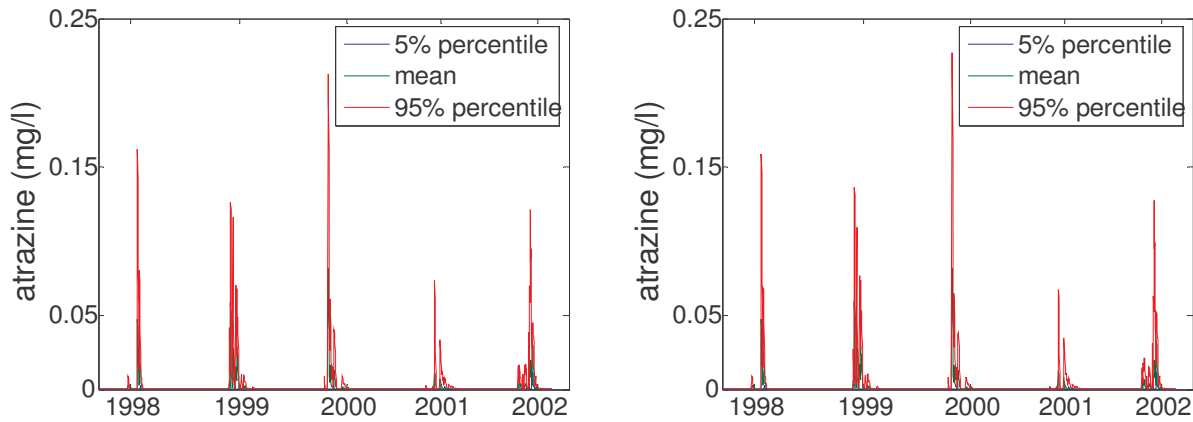 0.25
5% percentile
mean
95% percentile
0.15
0.05
0
atrazine (mg/l)
1998 1999 2000 2001 2002
0.25
5% percentile
mean
95% percentile
0.15
0.05
0
atrazine (mg/l)
1998 1999 2000 2001 2002